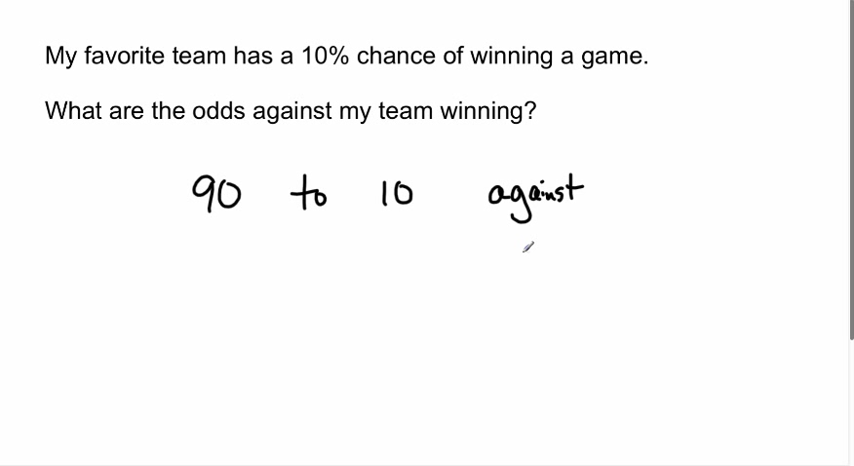 My favorite team has a 10% chance of winning a game.
What are the odds against my team winning?
90 to 10 against